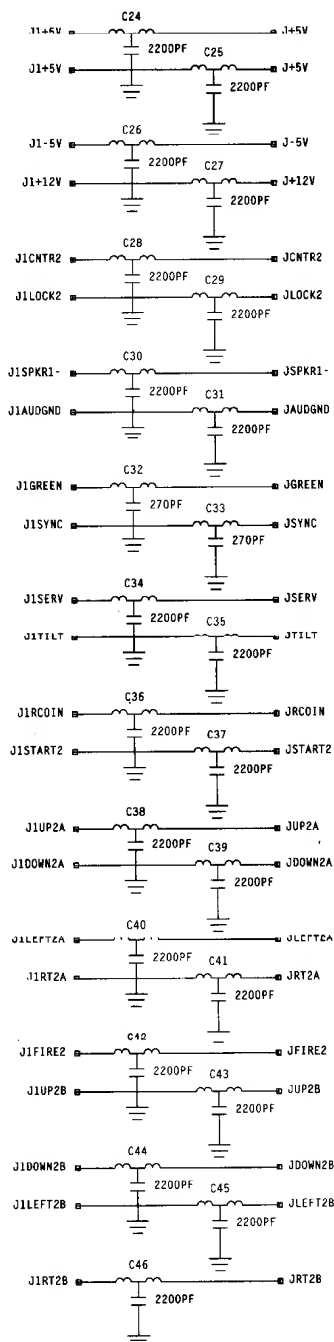 C24
J1+5V J+5V
2200PF C25
J1+5V J+5V
2200PF
C26
J1-5V J-5V
2200PF C27
J1+12V J+12V
2200PF
C28
J1CNTR2 JCNTR2
2200PF C29
J1LOCK2 JLOCK2
2200PF
C30
J1SPKR1- JSPKR1-
2200PF C31
J1AUDGND JAUDGND
2200PF
C32
J1GREEN JGREEN
270PF C33
J1SYNC JSYNC
270PF
C34
J1SERV JSERV
2200PF C35
J1TILT JTILT
2200PF
C36
J1RCOIN JRCOIN
2200PF C37
J1START2 JSTART2
2200PF
C38
J1UP2A JUP2A
2200PF C39
J1DOWN2A JDOWN2A
2200PF
C40
J1LEFT2A JLEFT2A
2200PF C41
J1RT2A JRT2A
2200PF
C42
J1FIRE2 JFIRE2
2200PF C43
J1UP2B JUP2B
2200PF
C44
J1DOWN2B JDOWN2B
2200PF C45
J1LEFT2B JLEFT2B
2200PF
C46
J1RT2B JRT2B
2200PF